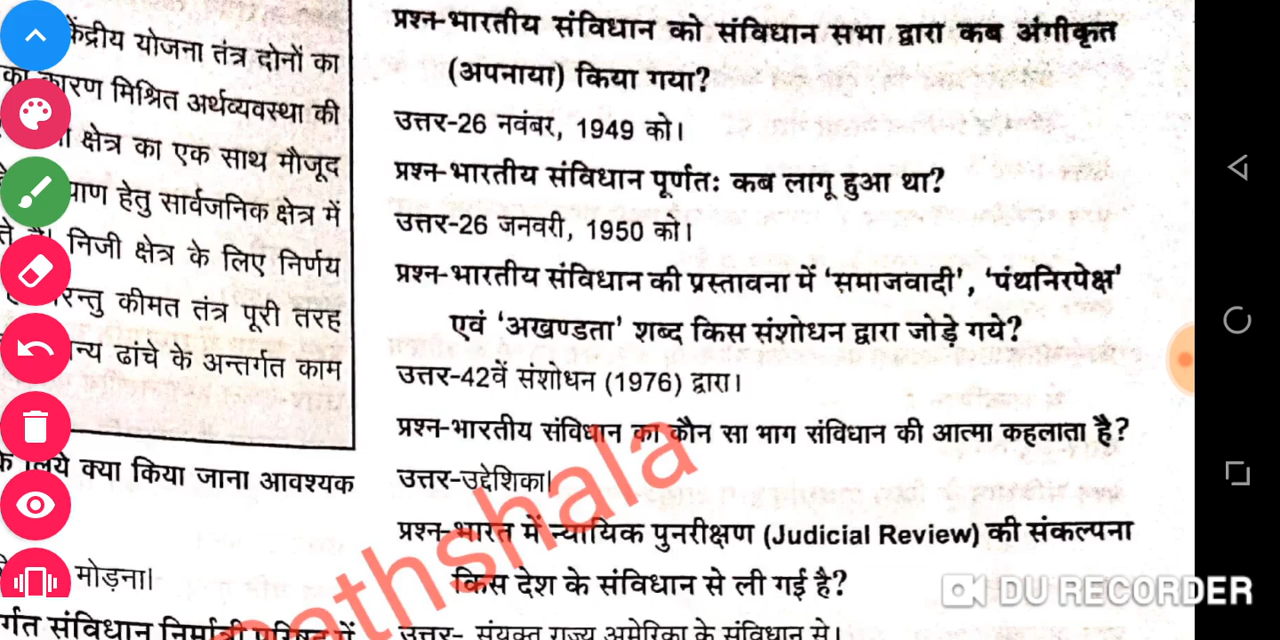 केंद्रीय योजना तंत्र दोनों का
कारण मिश्रित अर्थव्यवस्था की
क्षेत्र का एक साथ मौजूद
हेतु सार्वजनिक क्षेत्र में
निजी क्षेत्र के लिए निर्णय
कीमत तंत्र पूरी तरह
ढांचे के अन्तर्गत काम
क्या किया जाना आवश्यक
मोड़ना।
संविधान निर्मात्री परिषद में
प्रश्न-भारतीय संविधान को संविधान सभा द्वारा कब अंगीकृत
(अपनाया) किया गया?
उत्तर-26 नवंबर, 1949 को।
प्रश्न-भारतीय संविधान पूर्णतः कब लागू हुआ था?
उत्तर-26 जनवरी, 1950 को।
प्रश्न-भारतीय संविधान की प्रस्तावना में 'समाजवादी', 'पंथनिरपेक्ष'
एवं 'अखण्डता' शब्द किस संशोधन द्वारा जोड़े गये?
उत्तर-42वें संशोधन (1976) द्वारा।
प्रश्न-भारतीय संविधान का कौन सा भाग संविधान की आत्मा कहलाता है?
उत्तर-उद्देशिका।
प्रश्न-भारत में न्यायिक पुनरीक्षण (Judicial Review) की संकल्पना
किस देश के संविधान से ली गई है?
उत्तर- संयुक्त राज्य अमेरिका के संविधान से।
pathshala
DU RECORDER